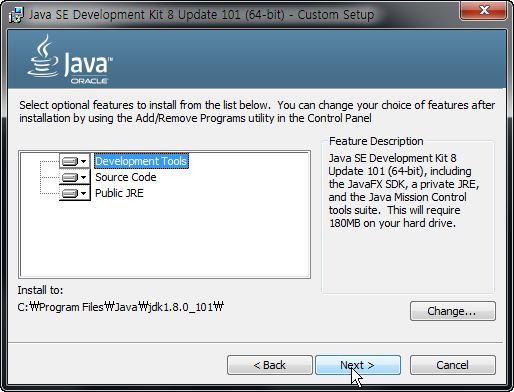 Java SE Development Kit 8 Update 101 (64-bit) - Custom Setup
Java™
ORACLE
Select optional features to install from the list below.  You can change your choice of features after
installation by using the Add/Remove Programs utility in the Control Panel
Development Tools
Source Code
Public JRE
Feature Description
Java SE Development Kit 8
Update 101 (64-bit), including
the JavaFX SDK, a private JRE,
and the Java Mission Control
tools suite.  This will require
180MB on your hard drive.
Install to:
C:₩Program Files₩Java₩jdk1.8.0_101₩
Change...
< Back
Next >
Cancel